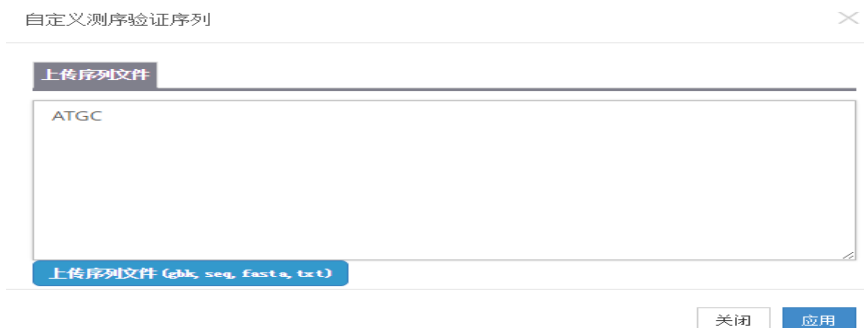 自定义测序验证序列
上传序列文件
ATGC
上传序列文件 (gbk, seq, fasta, txt)
关闭 应用